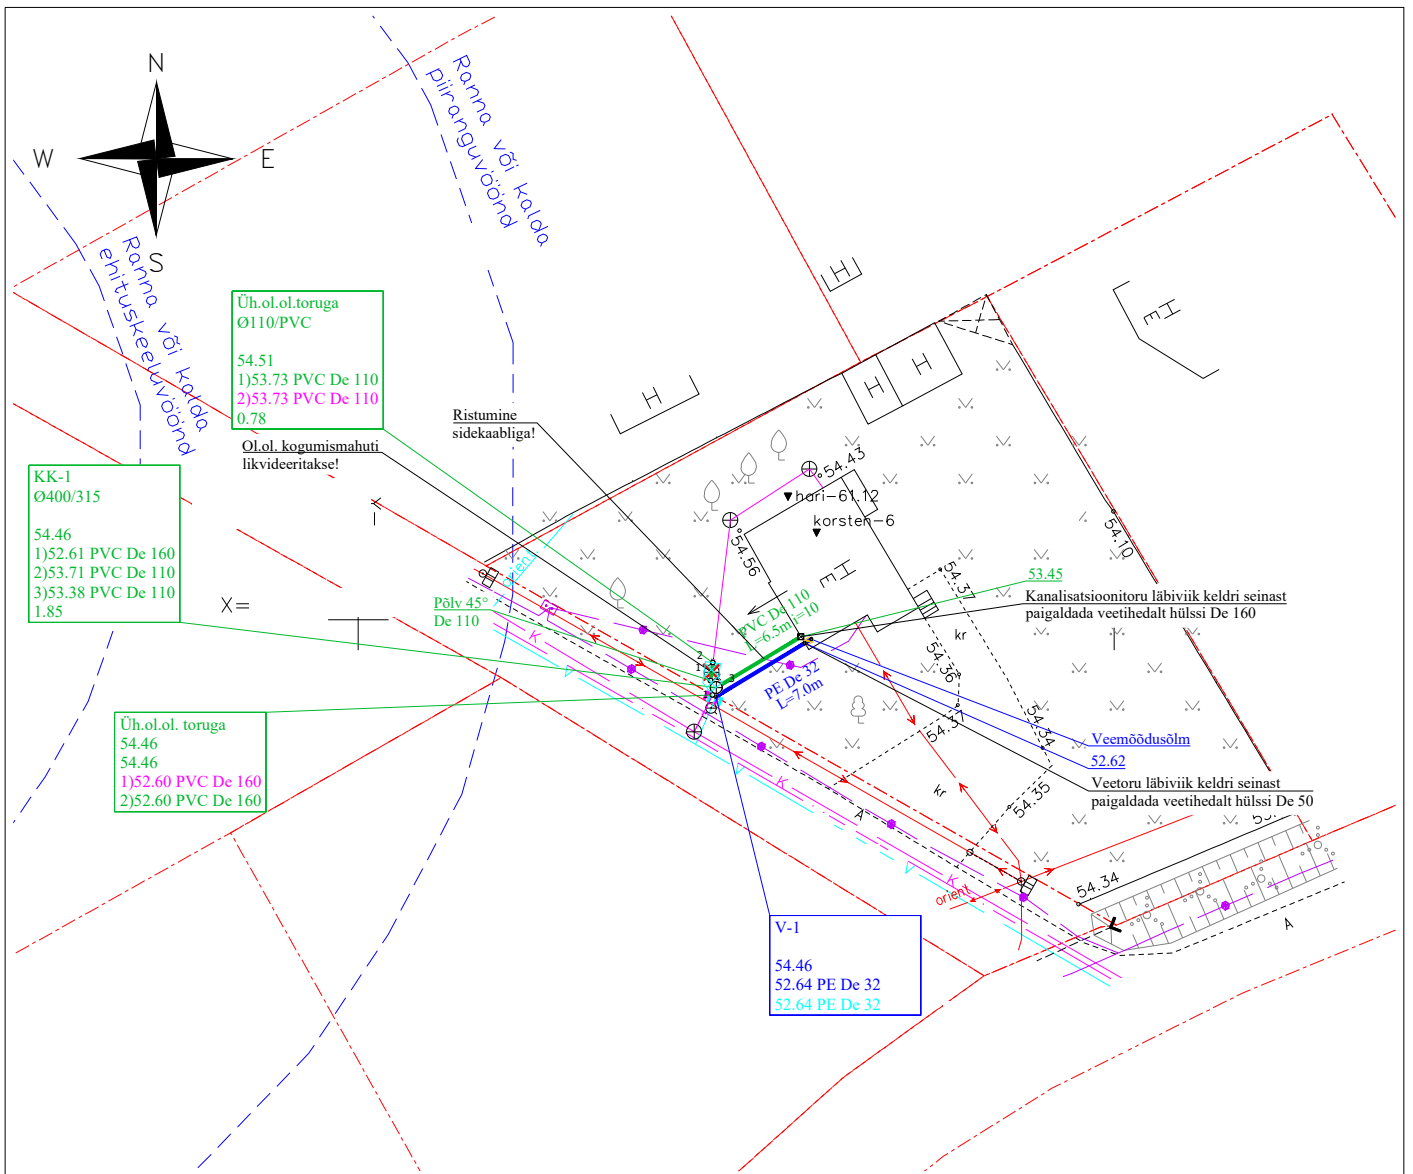 N
W
E
S
Ranna või kalda
piiranguvöönd
Ranna või kalda
ehituskeeluvöönd
Üh.ol.ol.toruga
Ø110/PVC
54.51
1)53.73 PVC De 110
2)53.73 PVC De 110
0.78
Ol.ol. kogumismahuti
likvideeritakse!
Ristumine
sidekaabliga!
KK-1
Ø400/315
54.46
1)52.61 PVC De 160
2)53.71 PVC De 110
3)53.38 PVC De 110
1.85
X=
Y
Põlv 45°
De 110
Üh.ol.ol. toruga
54.46
54.46
1)52.60 PVC De 160
2)52.60 PVC De 160
H
H
H
H
HE
HE
54.43
hari-61.12
korsten-6
54.56
54.10
54.37
54.36
54.37
54.34
54.35
54.34
kr
kr
PVC De 110
L=6.5m i=10
PE De 32
L=7.0m
53.45
Kanalisatsioonitoru läbiviik keldri seinast
paigaldada veetihedalt hülssi De 160
Veemõõdusõlm
52.62
Veetoru läbiviik keldri seinast
paigaldada veetihedalt hülssi De 50
orient
orient
2
1
3
K
K
K
V
V
V
A
A
V-1
54.46
52.64 PE De 32
52.64 PE De 32